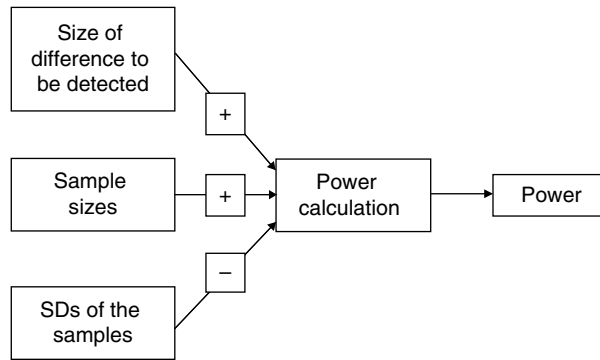 Size of
difference to
be detected
+
Sample
sizes
+
Power
calculation
Power
−
SDs of the
samples